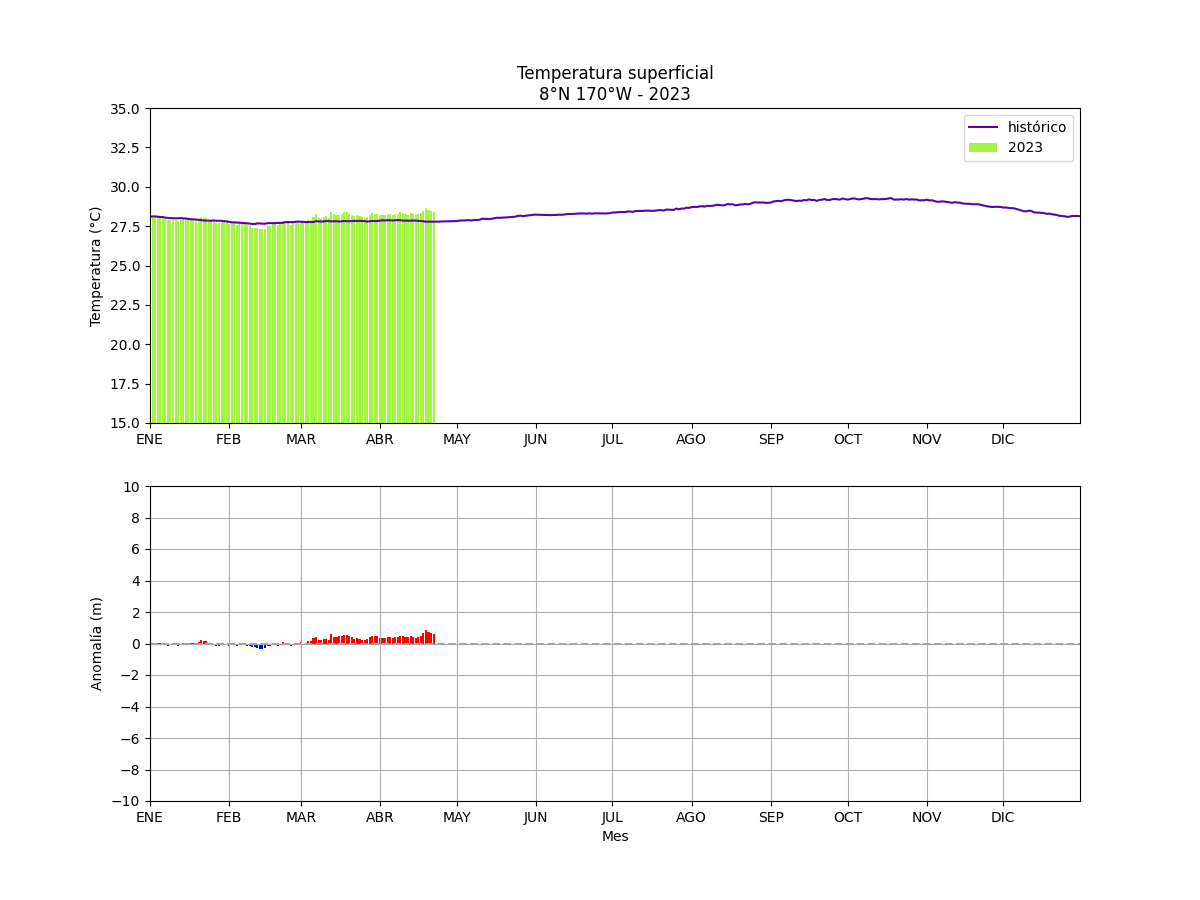 Temperatura superficial
8°N 170°W - 2023
35.0
32.5
30.0
27.5
25.0
22.5
20.0
17.5
15.0
Temperatura (°C)
histórico
2023
ENE FEB MAR ABR MAY JUN JUL AGO SEP OCT NOV DIC
10
8
6
4
2
0
−2
−4
−6
−8
−10
Anomalía (m)
ENE FEB MAR ABR MAY JUN JUL AGO SEP OCT NOV DIC
Mes